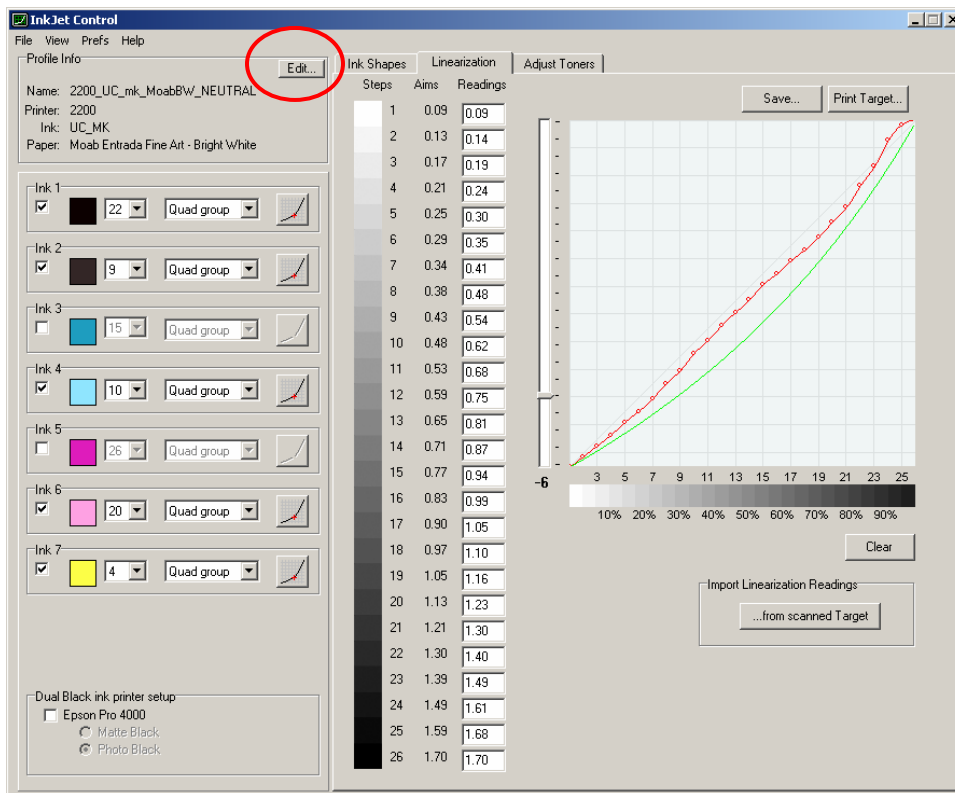 InkJet Control
File View Prefs Help
Profile Info
Edit...
Name: 2200_UC_mk_MoabBW_NEUTRAL
Printer: 2200
Ink: UC_MK
Paper: Moab Entrada Fine Art - Bright White
Ink 1
22 Quad group
Ink 2
9 Quad group
Ink 3
15 Quad group
Ink 4
10 Quad group
Ink 5
26 Quad group
Ink 6
20 Quad group
Ink 7
4 Quad group
Dual Black ink printer setup
Epson Pro 4000
Matte Black
Photo Black
Ink Shapes Linearization Adjust Toners
Steps Aims Readings
1 0.09 0.09
2 0.13 0.14
3 0.17 0.19
4 0.21 0.24
5 0.25 0.30
6 0.29 0.35
7 0.34 0.41
8 0.38 0.48
9 0.43 0.54
10 0.48 0.62
11 0.53 0.68
12 0.59 0.75
13 0.65 0.81
14 0.71 0.87
15 0.77 0.94
16 0.83 0.99
17 0.90 1.05
18 0.97 1.10
19 1.05 1.16
20 1.13 1.23
21 1.21 1.30
22 1.30 1.40
23 1.39 1.49
24 1.49 1.61
25 1.59 1.68
26 1.70 1.70
Save... Print Target...
-6
3 5 7 9 11 13 15 17 19 21 23 25
10% 20% 30% 40% 50% 60% 70% 80% 90%
Clear
Import Linearization Readings
...from scanned Target